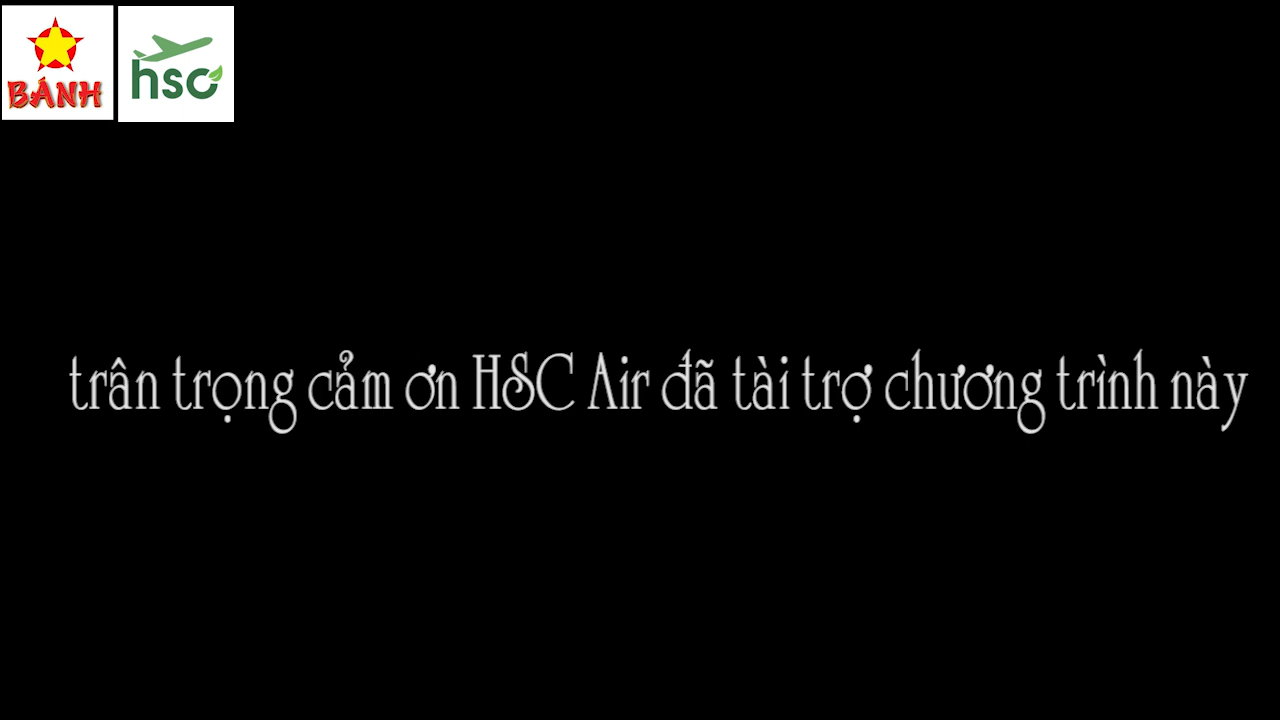 BÁNH
hsc
trân trọng cảm ơn HSC Air đã tài trợ chương trình này